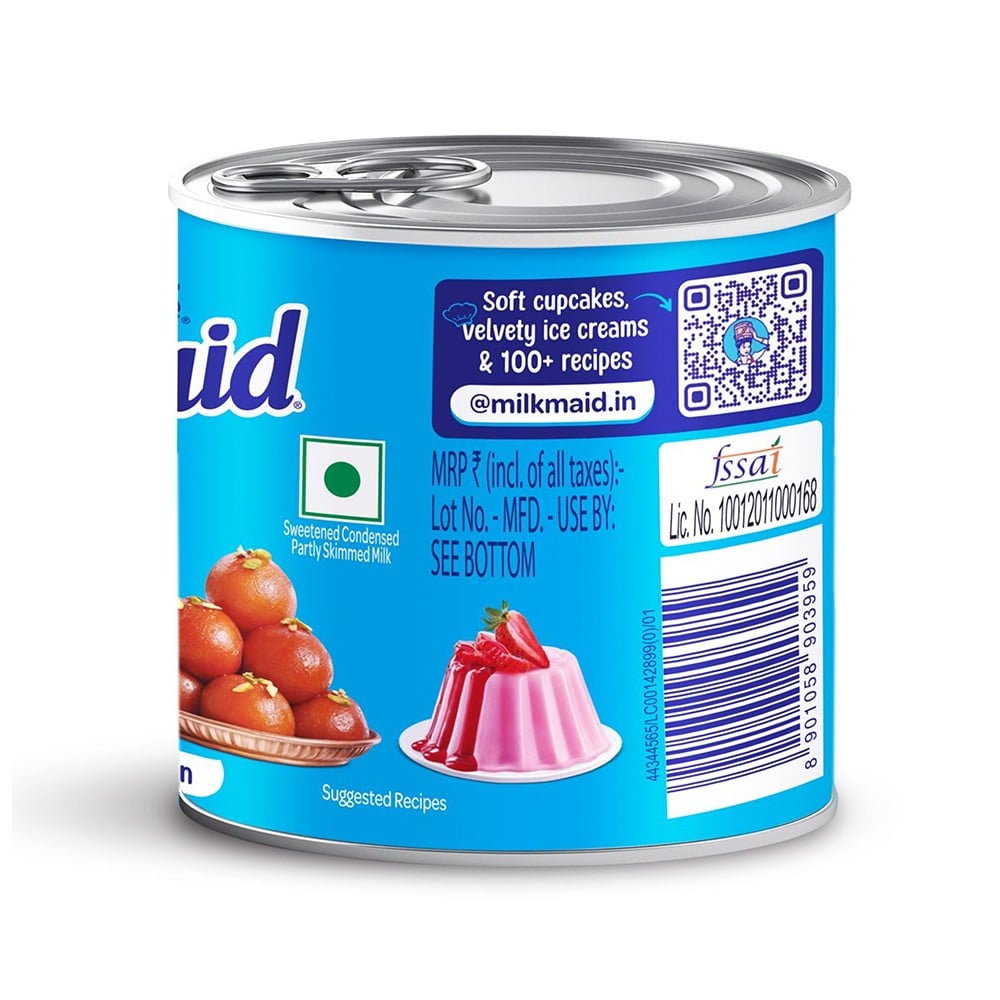 aid
®
Sweetened Condensed
Partly Skimmed Milk
Suggested Recipes
Soft cupcakes,
velvety ice creams
& 100+ recipes
@milkmaid.in
MRP ₹ (incl. of all taxes):-
Lot No. - MFD. - USE BY:
SEE BOTTOM
fssai
Lic. No. 10012011000168
44344565/LC00142899(0)/01
8 901058 903959